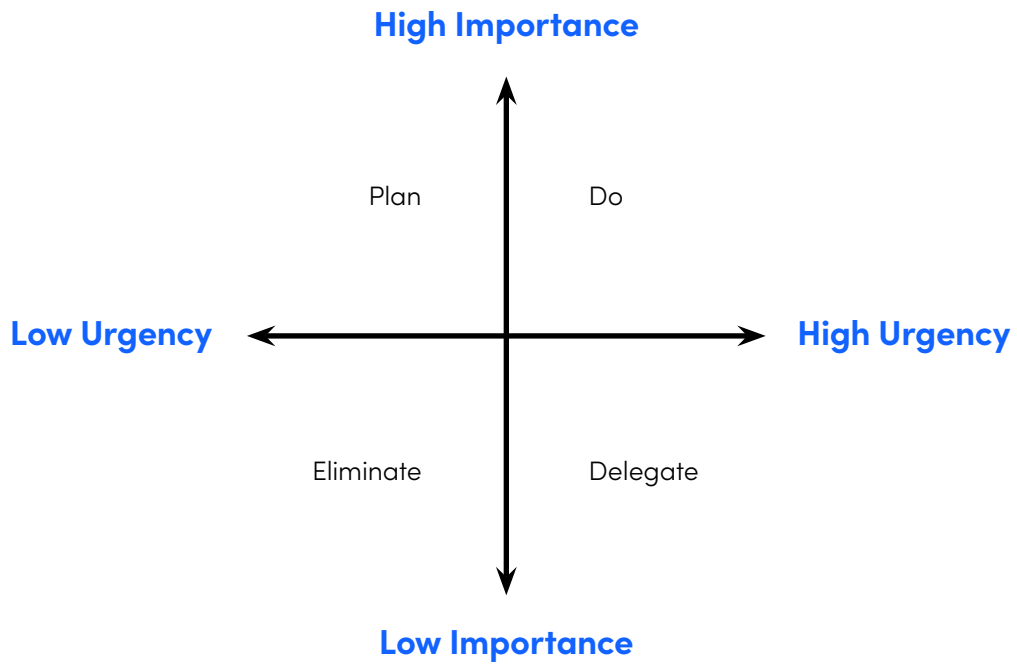 High Importance
Plan
Do
Low Urgency
High Urgency
Eliminate
Delegate
Low Importance